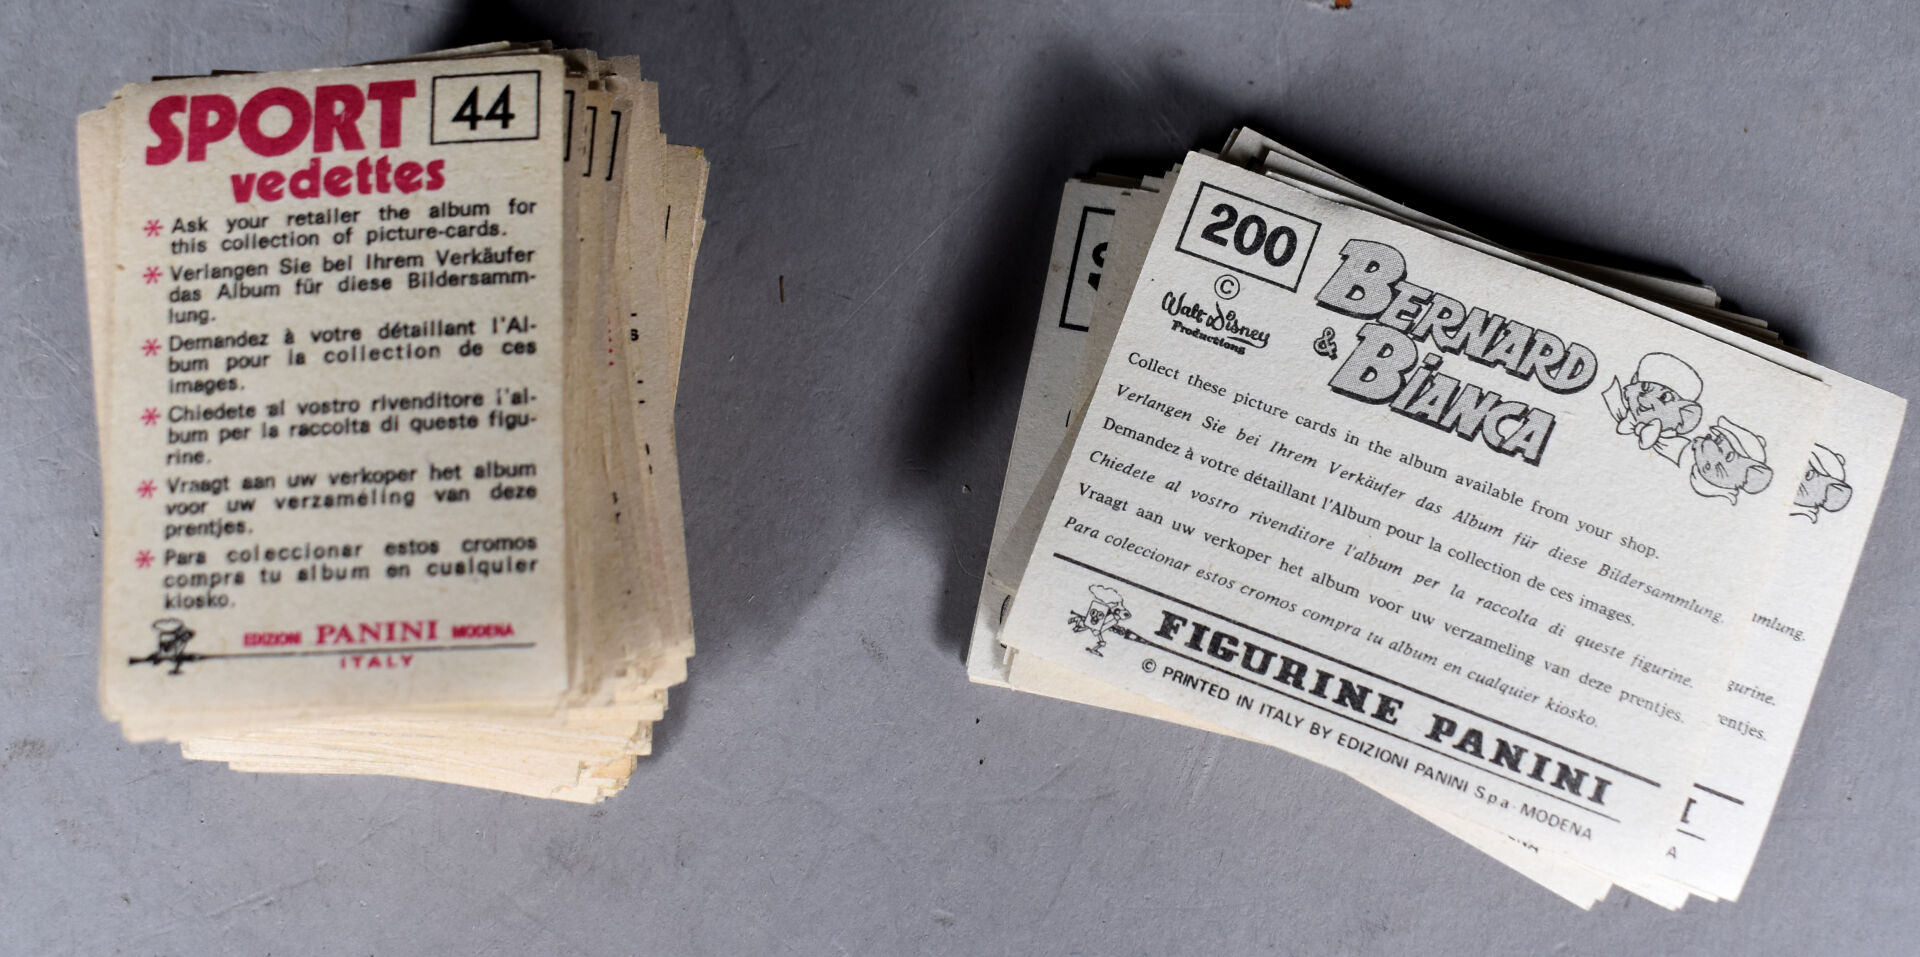 SPORT
vedettes
44
* Ask your retailer the album for
this collection of picture-cards.
* Verlangen Sie bei Ihrem Verkäufer
das Album für diese Bildersamm-
lung.
* Demandez à votre détaillant l'Al-
bum pour la collection de ces
images.
* Chiedete al vostro rivenditore l'al-
bum per la raccolta di queste figu-
rine.
* Vraagt aan uw verkoper het album
voor uw verzameling van deze
prentjes.
* Para coleccionar estos cromos
compra tu album en cualquier
kiosko.
EDIZIONI PANINI MODENA
ITALY
200
©
Walt Disney
Productions
BERNARD
& BIANCA
Collect these picture cards in the album available from your shop.
Verlangen Sie bei Ihrem Verkäufer das Album für diese Bildersammlung.
Demandez à votre détaillant l'Album pour la collection de ces images.
Chiedete al vostro rivenditore l'album per la raccolta di queste figurine.
Vraagt aan uw verkoper het album voor uw verzameling van deze prentjes.
Para coleccionar estos cromos compra tu album en cualquier kiosko.
FIGURINE PANINI
© PRINTED IN ITALY BY EDIZIONI PANINI S.p.a - MODENA
mlung.
gurine.
entjes.
I
A